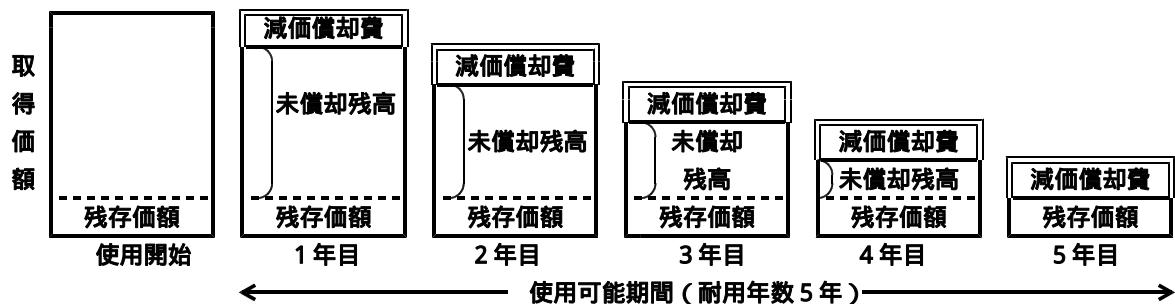 取得価額
残存価額
使用開始
減価償却費
未償却残高
残存価額
1年目
減価償却費
未償却残高
残存価額
2年目
減価償却費
未償却
残高
残存価額
3年目
減価償却費
未償却残高
残存価額
4年目
減価償却費
残存価額
5年目
使用可能期間（耐用年数5年）